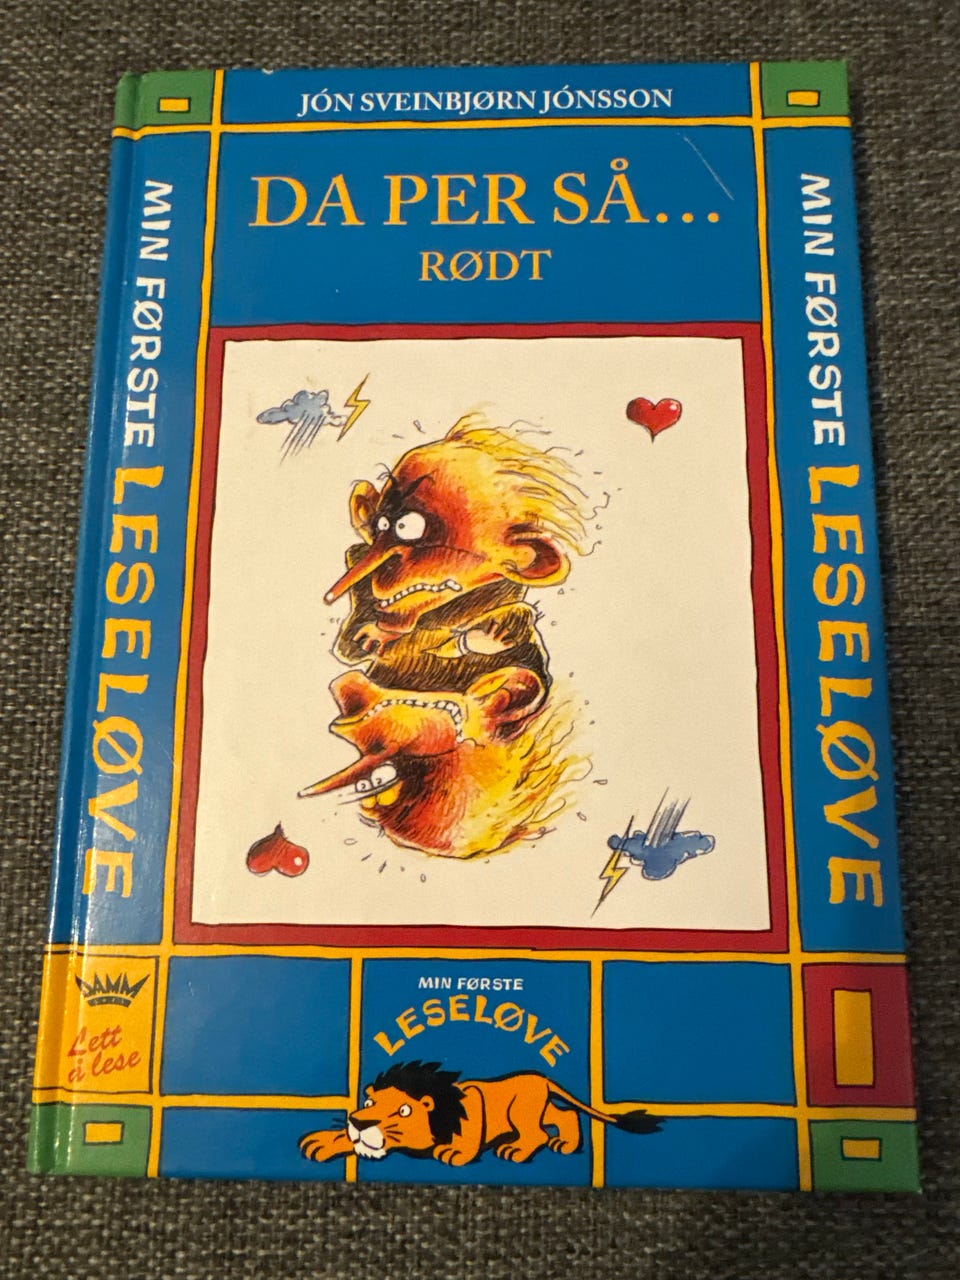 JÓN SVEINBJØRN JÓNSSON
DA PER SÅ...
RØDT
MIN FØRSTE LESELØVE
MIN FØRSTE LESELØVE
DAMM
Lett
å lese
MIN FØRSTE
LESELØVE